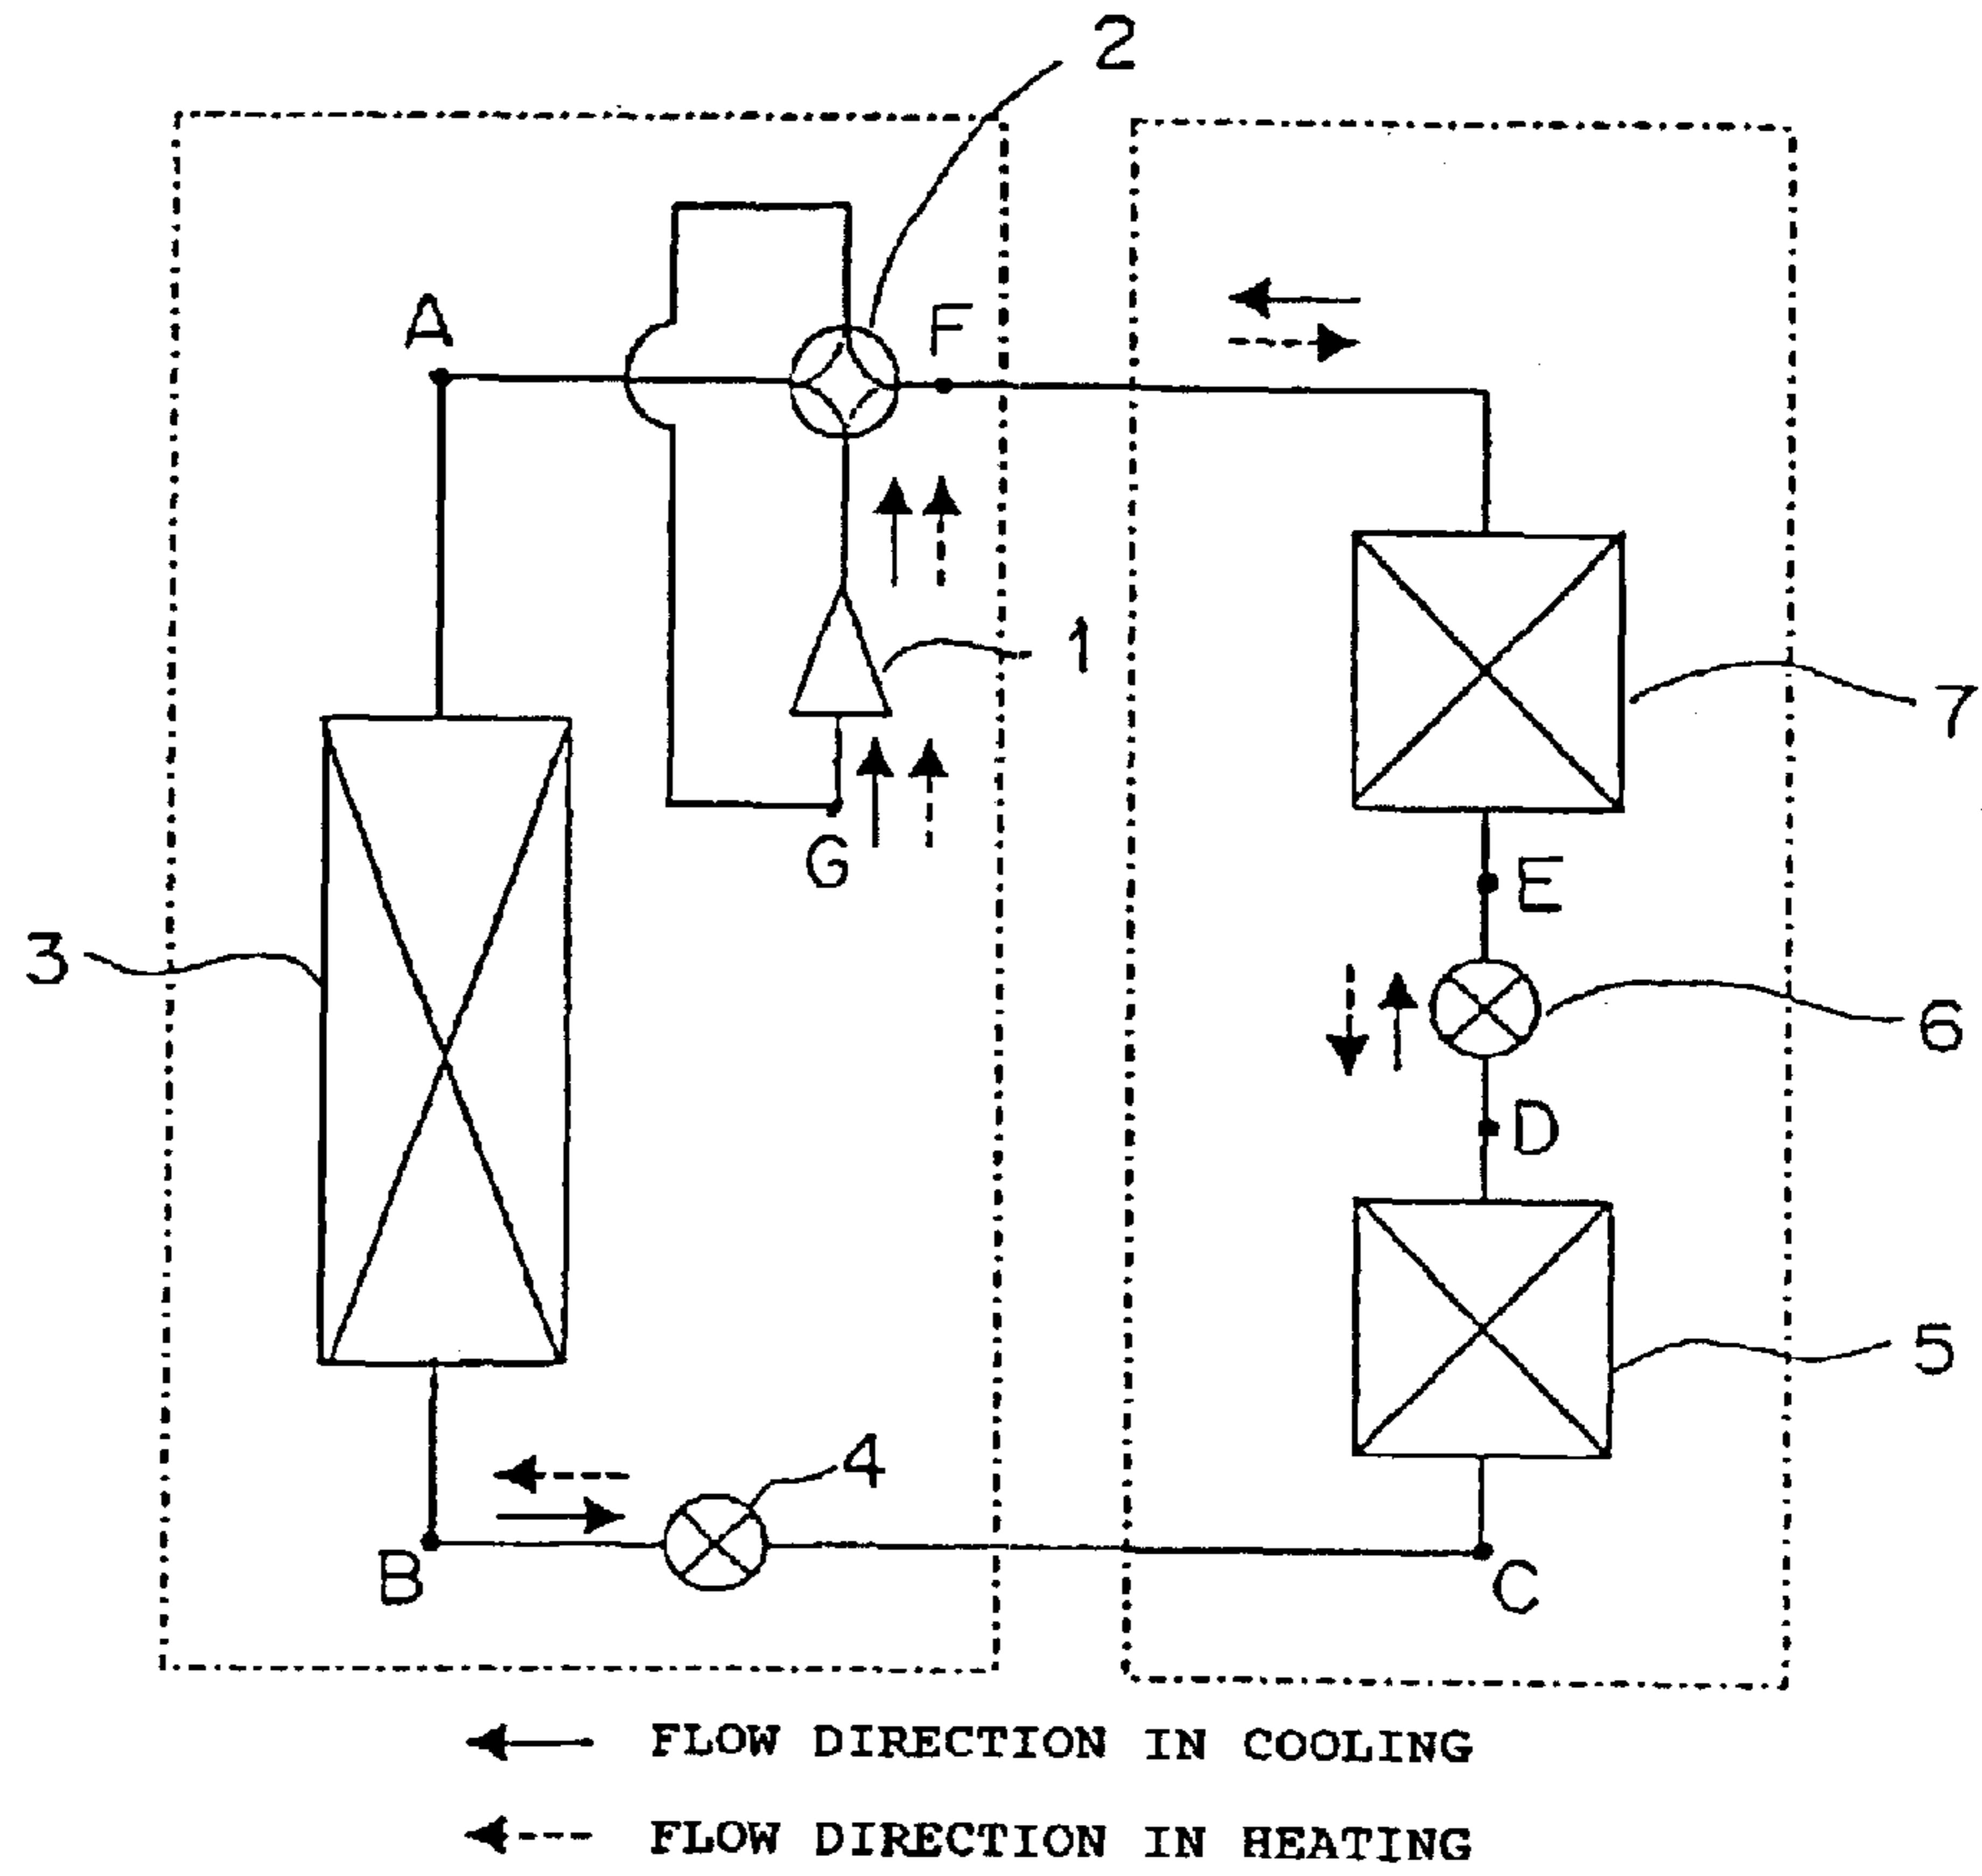 2
A
F
1
7
G
E
3
6
D
4
5
B
C
FLOW DIRECTION IN COOLING
FLOW DIRECTION IN HEATING